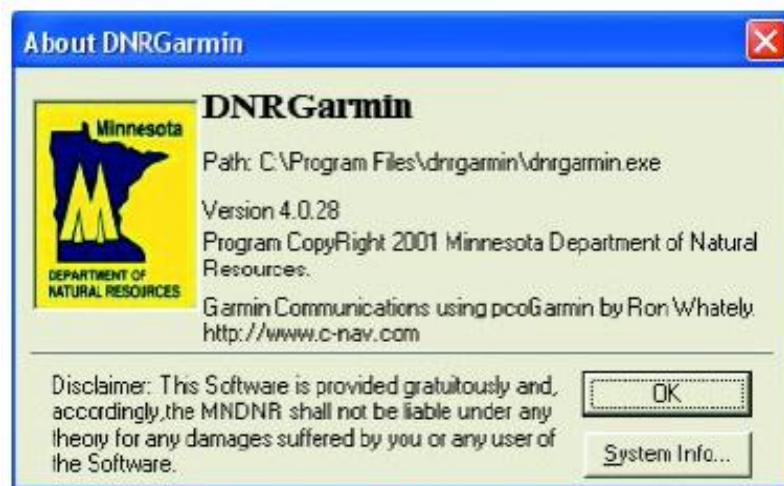 About DNRGarmin
Minnesota
DEPARTMENT OF
NATURAL RESOURCES
DNRGarmin
Path: C:\Program Files\dnrgarmin\dnrgarmin.exe
Version 4.0.28
Program CopyRight 2001 Minnesota Department of Natural
Resources.
Garmin Communications using pcoGarmin by Ron Whately.
http://www.c-nav.com
Disclaimer: This Software is provided gratuitously and,
accordingly,the MNDNR shall not be liable under any
theory for any damages suffered by you or any user of
the Software.
OK
System Info...